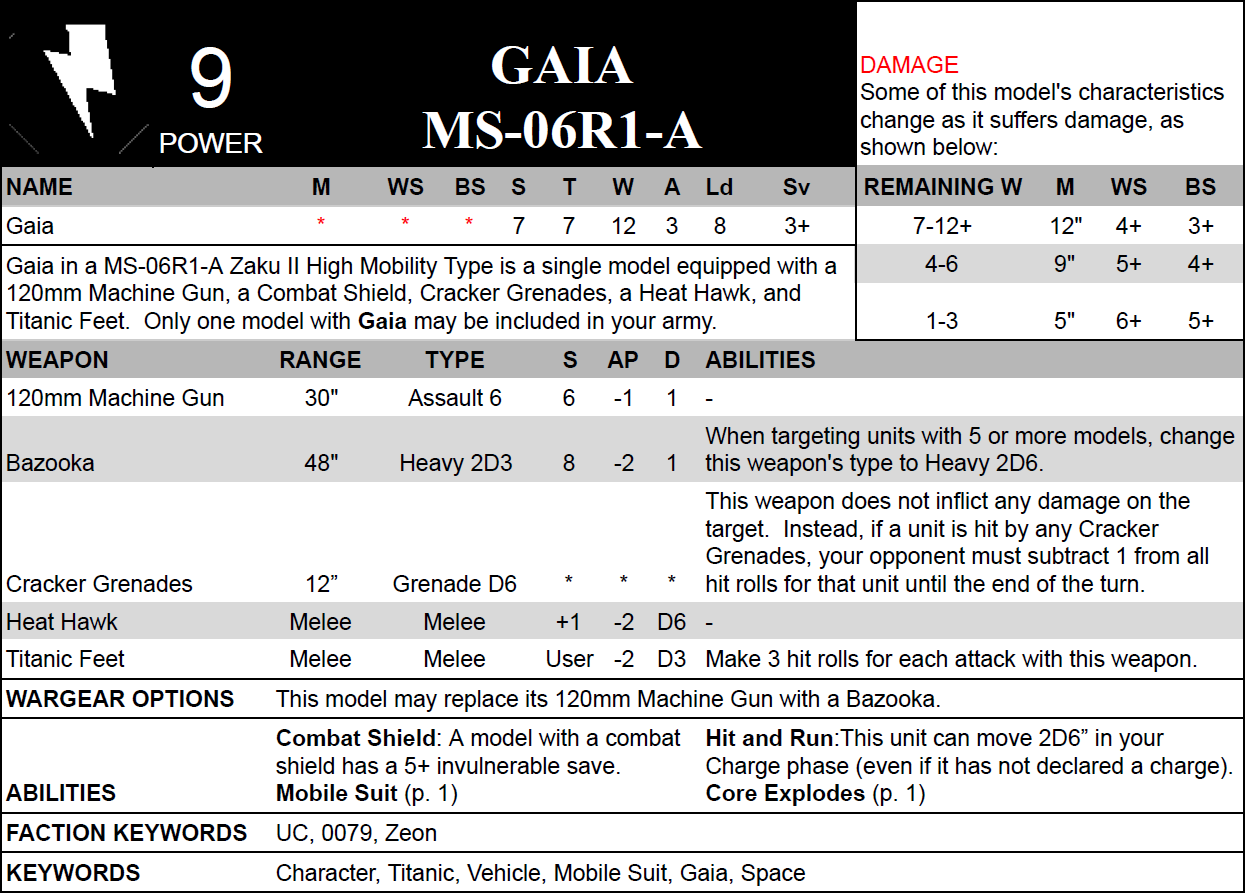 9
POWER
GAIA
MS-06R1-A
DAMAGE
Some of this model's characteristics
change as it suffers damage, as
shown below:
NAME M WS BS S T W A Ld Sv
Gaia * * * 7 7 12 3 8 3+
REMAINING W M WS BS
7-12+ 12" 4+ 3+
4-6 9" 5+ 4+
1-3 5" 6+ 5+
Gaia in a MS-06R1-A Zaku II High Mobility Type is a single model equipped with a
120mm Machine Gun, a Combat Shield, Cracker Grenades, a Heat Hawk, and
Titanic Feet.  Only one model with Gaia may be included in your army.
WEAPON RANGE TYPE S AP D ABILITIES
120mm Machine Gun 30" Assault 6 6 -1 1 -
When targeting units with 5 or more models, change
Bazooka 48" Heavy 2D3 8 -2 1 this weapon's type to Heavy 2D6.
This weapon does not inflict any damage on the
target.  Instead, if a unit is hit by any Cracker
Grenades, your opponent must subtract 1 from all
Cracker Grenades 12” Grenade D6 * * * hit rolls for that unit until the end of the turn.
Heat Hawk Melee Melee +1 -2 D6 -
Titanic Feet Melee Melee User -2 D3 Make 3 hit rolls for each attack with this weapon.
WARGEAR OPTIONS This model may replace its 120mm Machine Gun with a Bazooka.
ABILITIES
Combat Shield: A model with a combat
shield has a 5+ invulnerable save.
Mobile Suit (p. 1)
Hit and Run:This unit can move 2D6” in your
Charge phase (even if it has not declared a charge).
Core Explodes (p. 1)
FACTION KEYWORDS UC, 0079, Zeon
KEYWORDS Character, Titanic, Vehicle, Mobile Suit, Gaia, Space